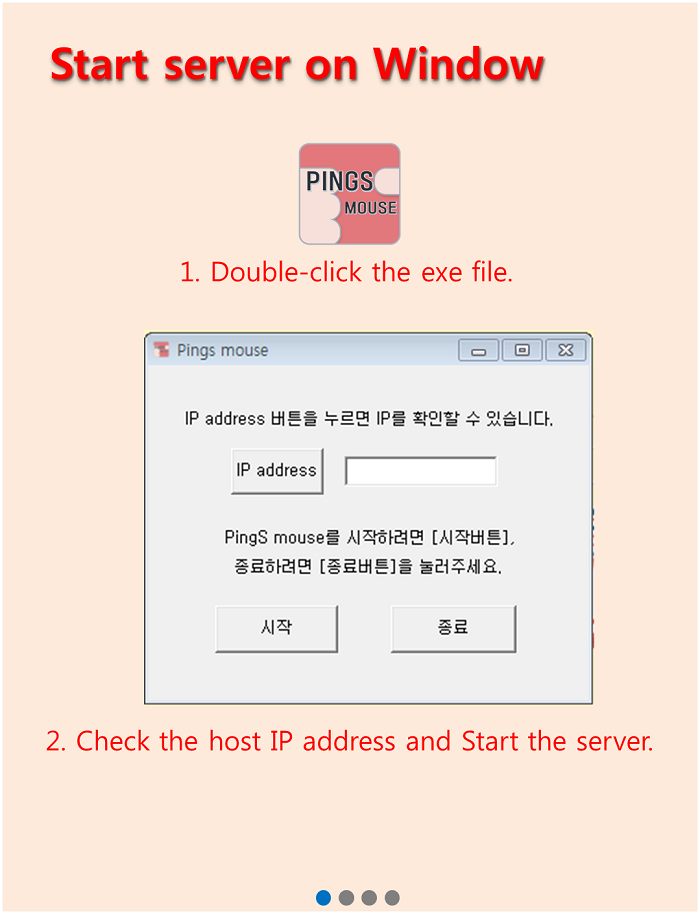 Start server on Window
PINGS
MOUSE
1. Double-click the exe file.
Pings mouse
IP address 버튼을 누르면 IP를 확인할 수 있습니다.
IP address
PingS mouse를 시작하려면 [시작버튼],
종료하려면 [종료버튼]을 눌러주세요.
시작
종료
2. Check the host IP address and Start the server.